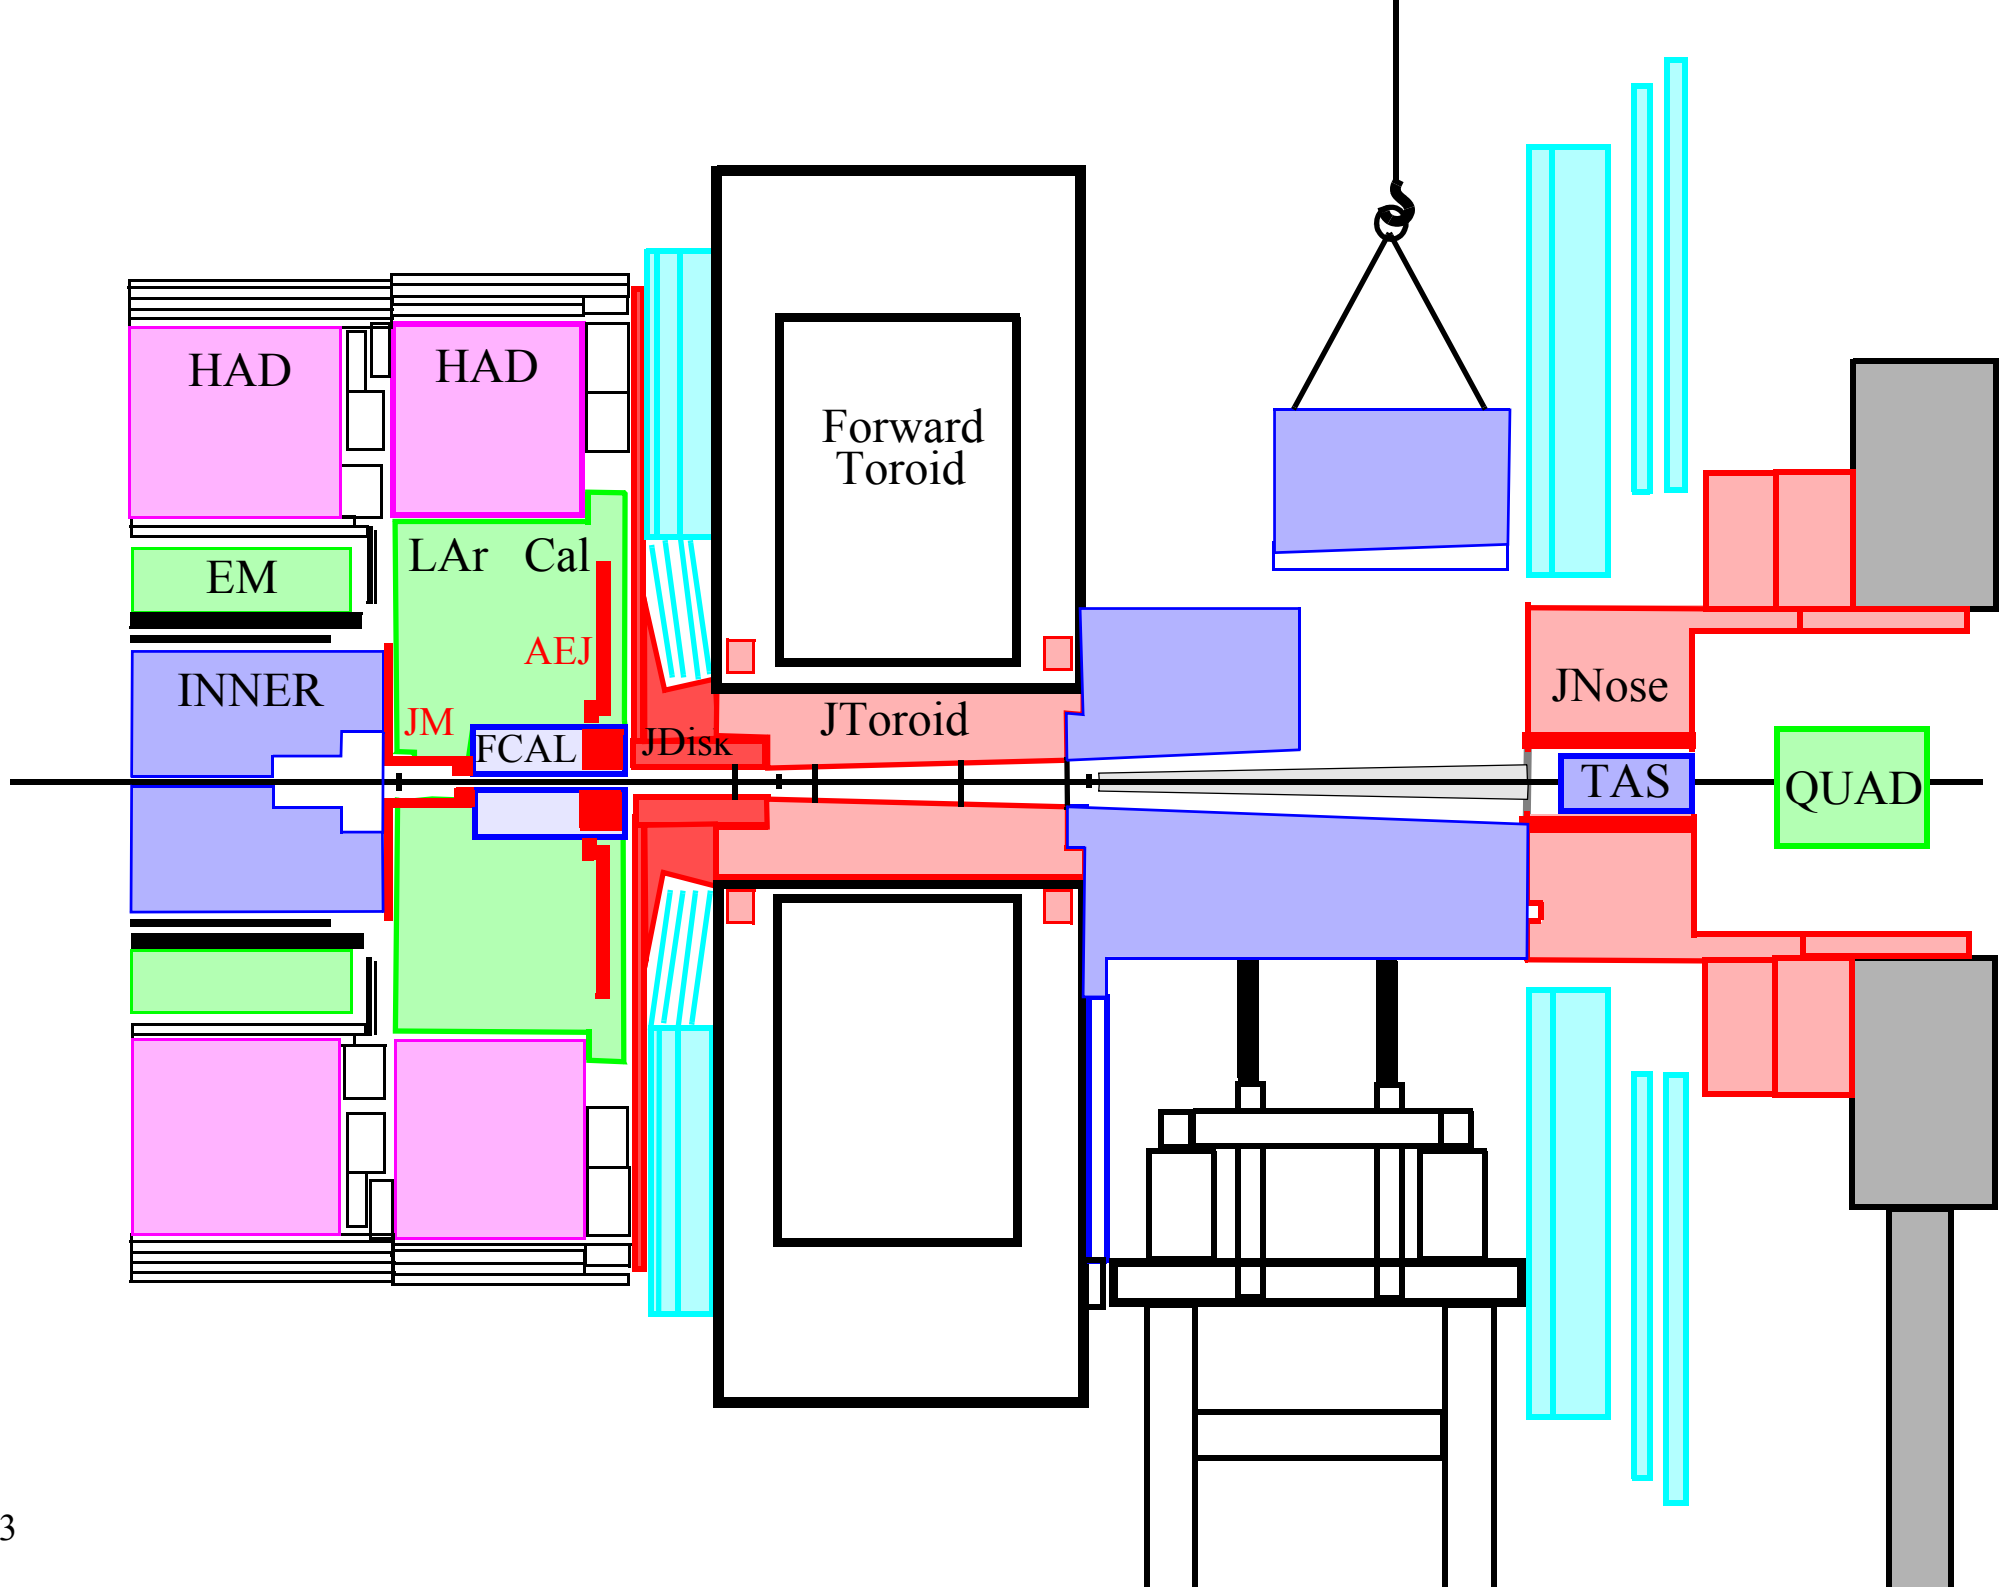 HAD
HAD
Forward
Toroid
LAr Cal
EM
AEJ
INNER
JM
FCAL
JDisk
JToroid
JNose
TAS
QUAD
3